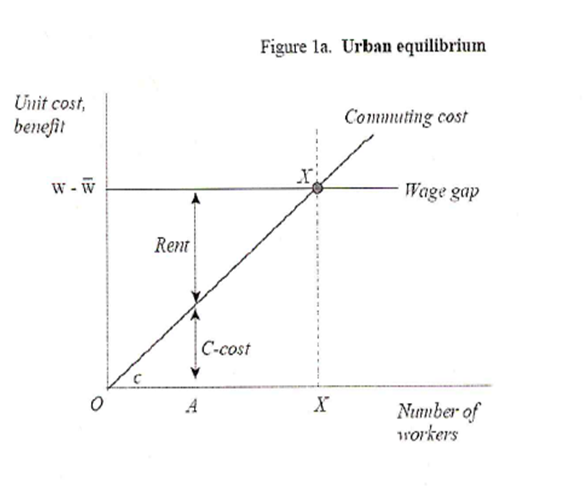 Figure 1a. Urban equilibrium
Unit cost,
benefit
Commuting cost
w - w̅
X
Wage gap
Rent
C-cost
c
O
A
X
Number of
workers